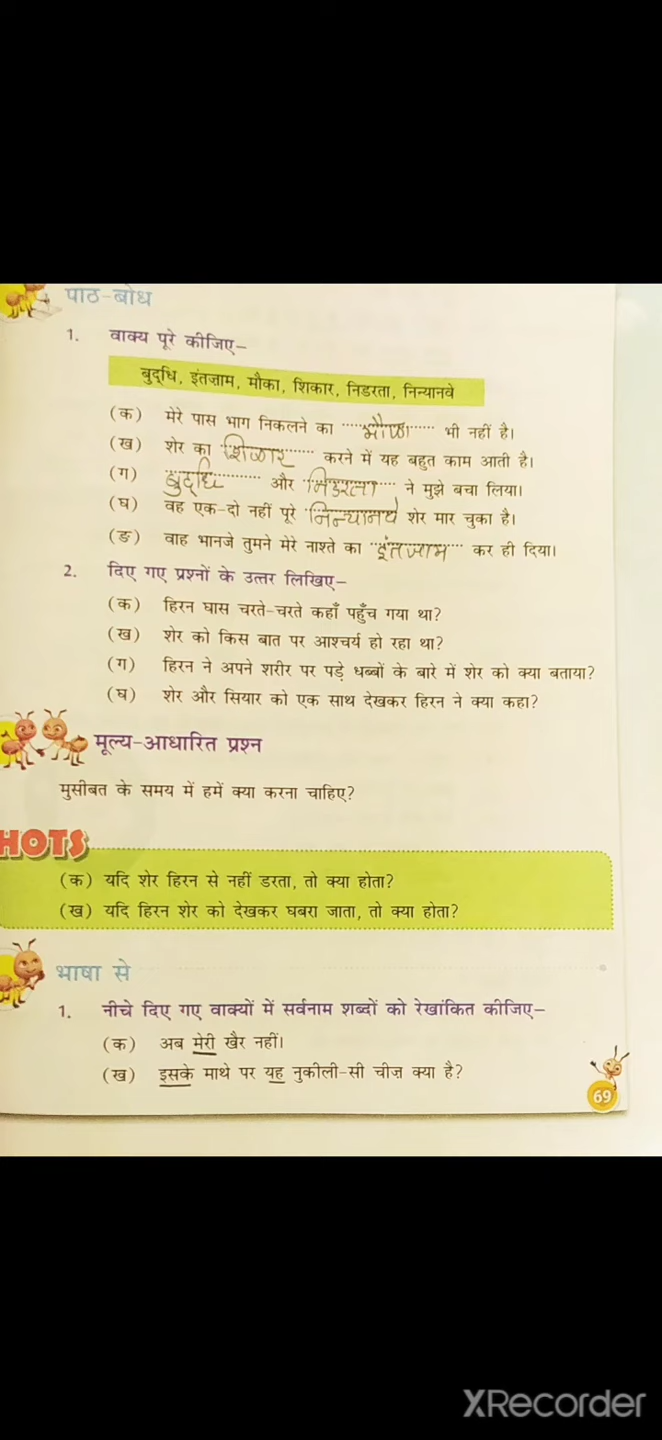 पाठ-बोध
1. वाक्य पूरे कीजिए–
बुद्धि, इंतज़ाम, मौका, शिकार, निडरता, निन्यानवे
(क) मेरे पास भाग निकलने का मौका भी नहीं है।
(ख) शेर का शिकार करने में यह बहुत काम आती है।
(ग) बुद्धि और निडरता ने मुझे बचा लिया।
(घ) वह एक-दो नहीं पूरे निन्यानवे शेर मार चुका है।
(ङ) वाह भानजे तुमने मेरे नाश्ते का इंतजाम कर ही दिया।
2. दिए गए प्रश्नों के उत्तर लिखिए–
(क) हिरन घास चरते-चरते कहाँ पहुँच गया था?
(ख) शेर को किस बात पर आश्चर्य हो रहा था?
(ग) हिरन ने अपने शरीर पर पड़े धब्बों के बारे में शेर को क्या बताया?
(घ) शेर और सियार को एक साथ देखकर हिरन ने क्या कहा?
मूल्य-आधारित प्रश्न
मुसीबत के समय में हमें क्या करना चाहिए?
HOTS
(क) यदि शेर हिरन से नहीं डरता, तो क्या होता?
(ख) यदि हिरन शेर को देखकर घबरा जाता, तो क्या होता?
भाषा से
1. नीचे दिए गए वाक्यों में सर्वनाम शब्दों को रेखांकित कीजिए–
(क) अब मेरी खैर नहीं।
(ख) इसके माथे पर यह नुकीली-सी चीज़ क्या है?
69
XRecorder